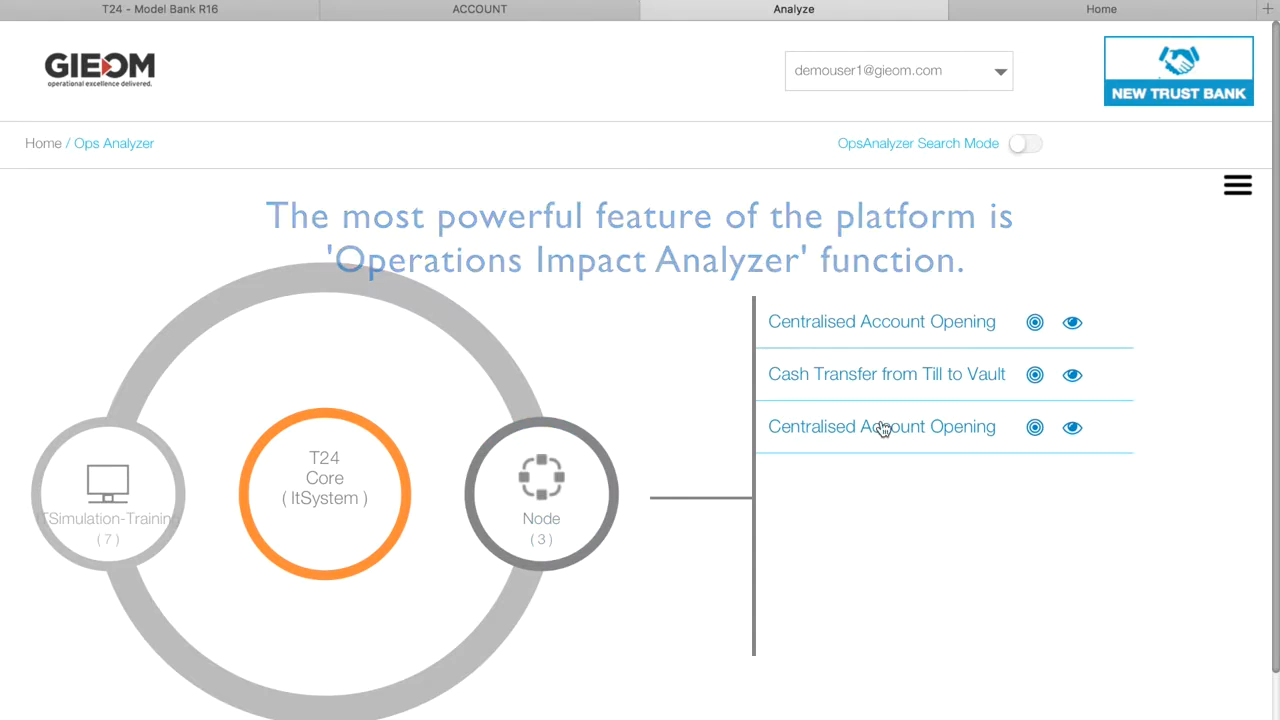 T24 - Model Bank R16
ACCOUNT
Analyze
Home
GIEOM
operational excellence delivered.
demouser1@gieom.com
NEW TRUST BANK
Home / Ops Analyzer
OpsAnalyzer Search Mode
The most powerful feature of the platform is
'Operations Impact Analyzer' function.
Centralised Account Opening
Cash Transfer from Till to Vault
Centralised Account Opening
T24
Core
( ItSystem )
TSimulation-Training
( 7 )
Node
( 3 )